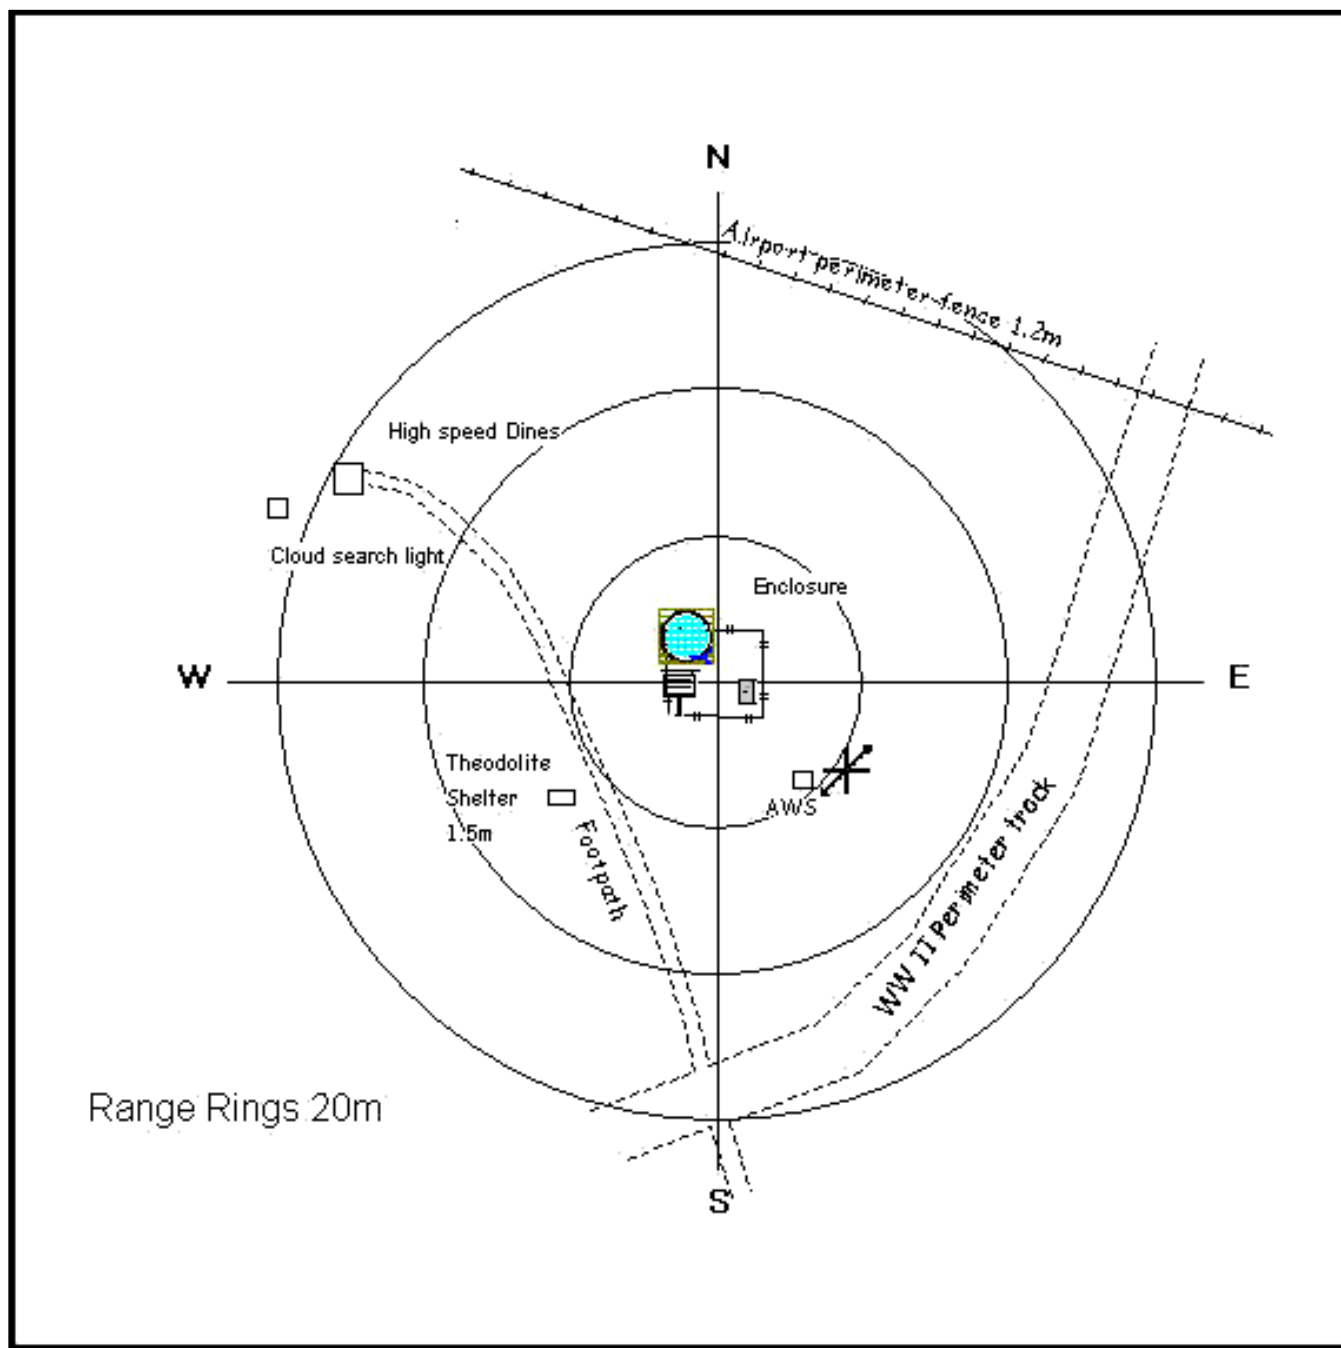 N
Airport perimeter fence 1.2m
High speed Dines
Cloud search light
Enclosure
W
E
Theodolite
Shelter
1.5m
AWS
Footpath
WW II Perimeter track
Range Rings 20m
S